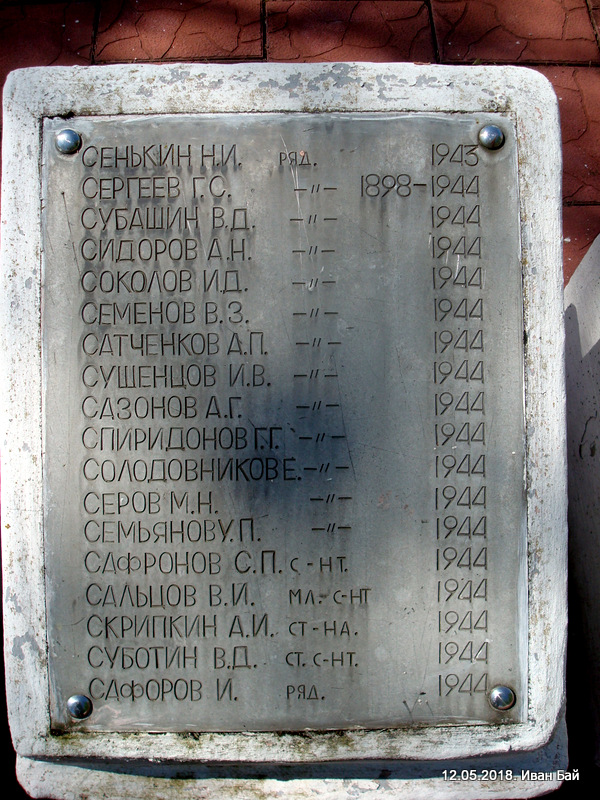 СЕНЬКИН Н.И. РЯД. 1943
СЕРГЕЕВ Г.С. –〃– 1898–1944
СУБАШИН В.Д. –〃– 1944
СИДОРОВ А.Н. –〃– 1944
СОКОЛОВ И.Д. –〃– 1944
СЕМЕНОВ В.З. –〃– 1944
САТЧЕНКОВ А.П. –〃– 1944
СУШЕНЦОВ И.В. –〃– 1944
САЗОНОВ А.Г. –〃– 1944
СПИРИДОНОВ Г.Г. –〃– 1944
СОЛОДОВНИКОВ Е. –〃– 1944
СЕРОВ М.Н. –〃– 1944
СЕМЬЯНОВ У.П. –〃– 1944
САФРОНОВ С.П. С-НТ. 1944
САЛЬЦОВ В.И. МЛ.-С-НТ 1944
СКРИПКИН А.И. СТ-НА. 1944
СУБОТИН В.Д. СТ. С-НТ. 1944
САФОРОВ И. РЯД. 1944
12.05.2018. Иван Бай